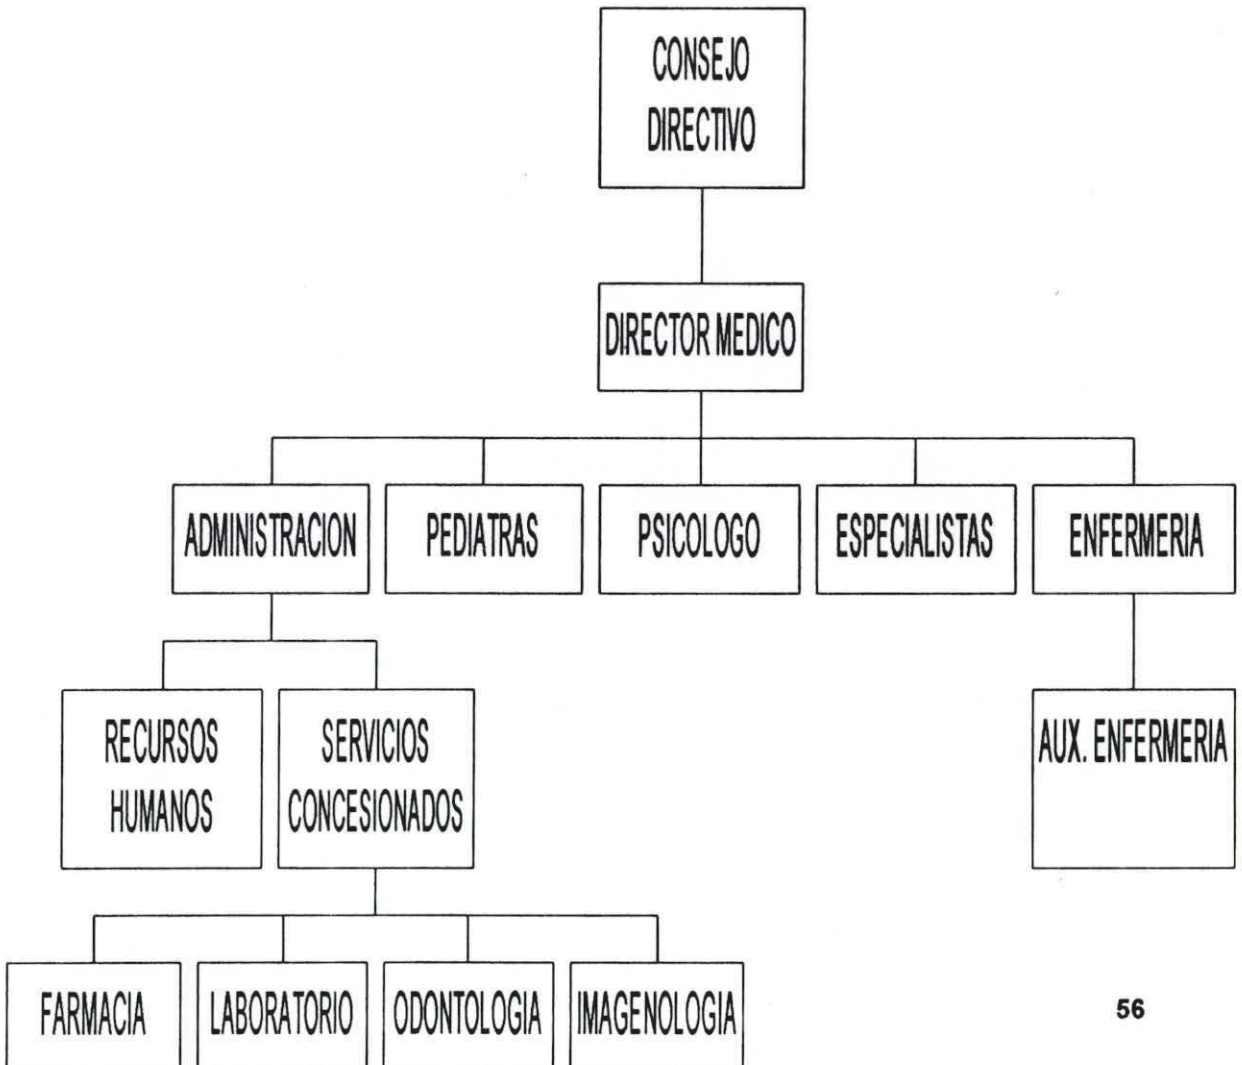 CONSEJO
DIRECTIVO
DIRECTOR MEDICO
ADMINISTRACION
PEDIATRAS
PSICOLOGO
ESPECIALISTAS
ENFERMERIA
RECURSOS
HUMANOS
SERVICIOS
CONCESIONADOS
AUX. ENFERMERIA
FARMACIA
LABORATORIO
ODONTOLOGIA
IMAGENOLOGIA
56